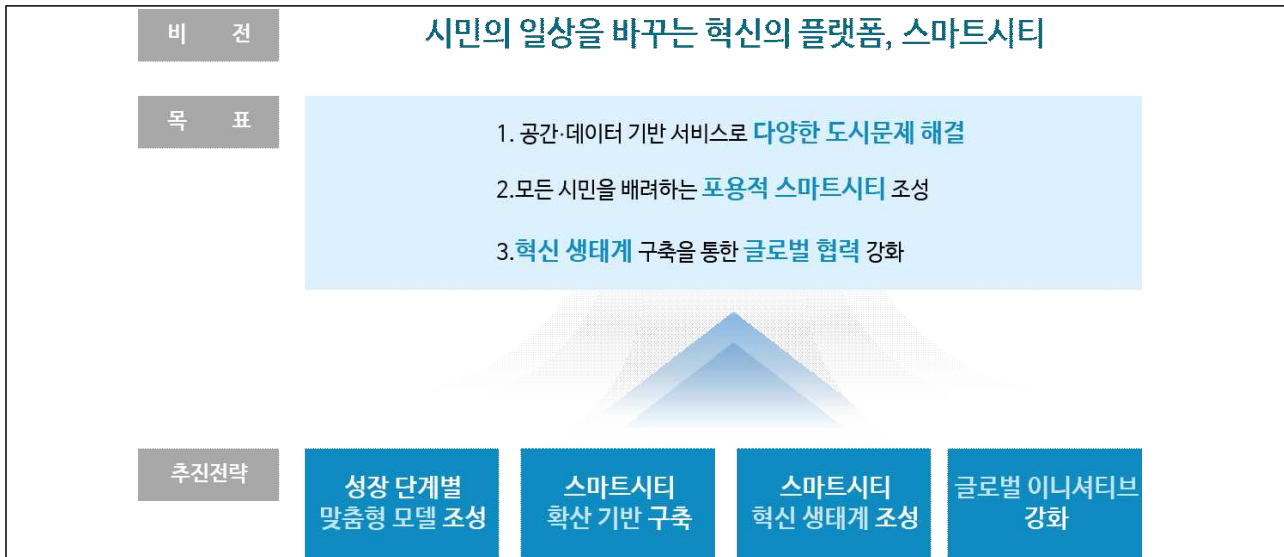 비 전
시민의 일상을 바꾸는 혁신의 플랫폼, 스마트시티
목 표
1. 공간·데이터 기반 서비스로 다양한 도시문제 해결
2.모든 시민을 배려하는 포용적 스마트시티 조성
3.혁신 생태계 구축을 통한 글로벌 협력 강화
추진전략
성장 단계별
맞춤형 모델 조성
스마트시티
확산 기반 구축
스마트시티
혁신 생태계 조성
글로벌 이니셔티브
강화